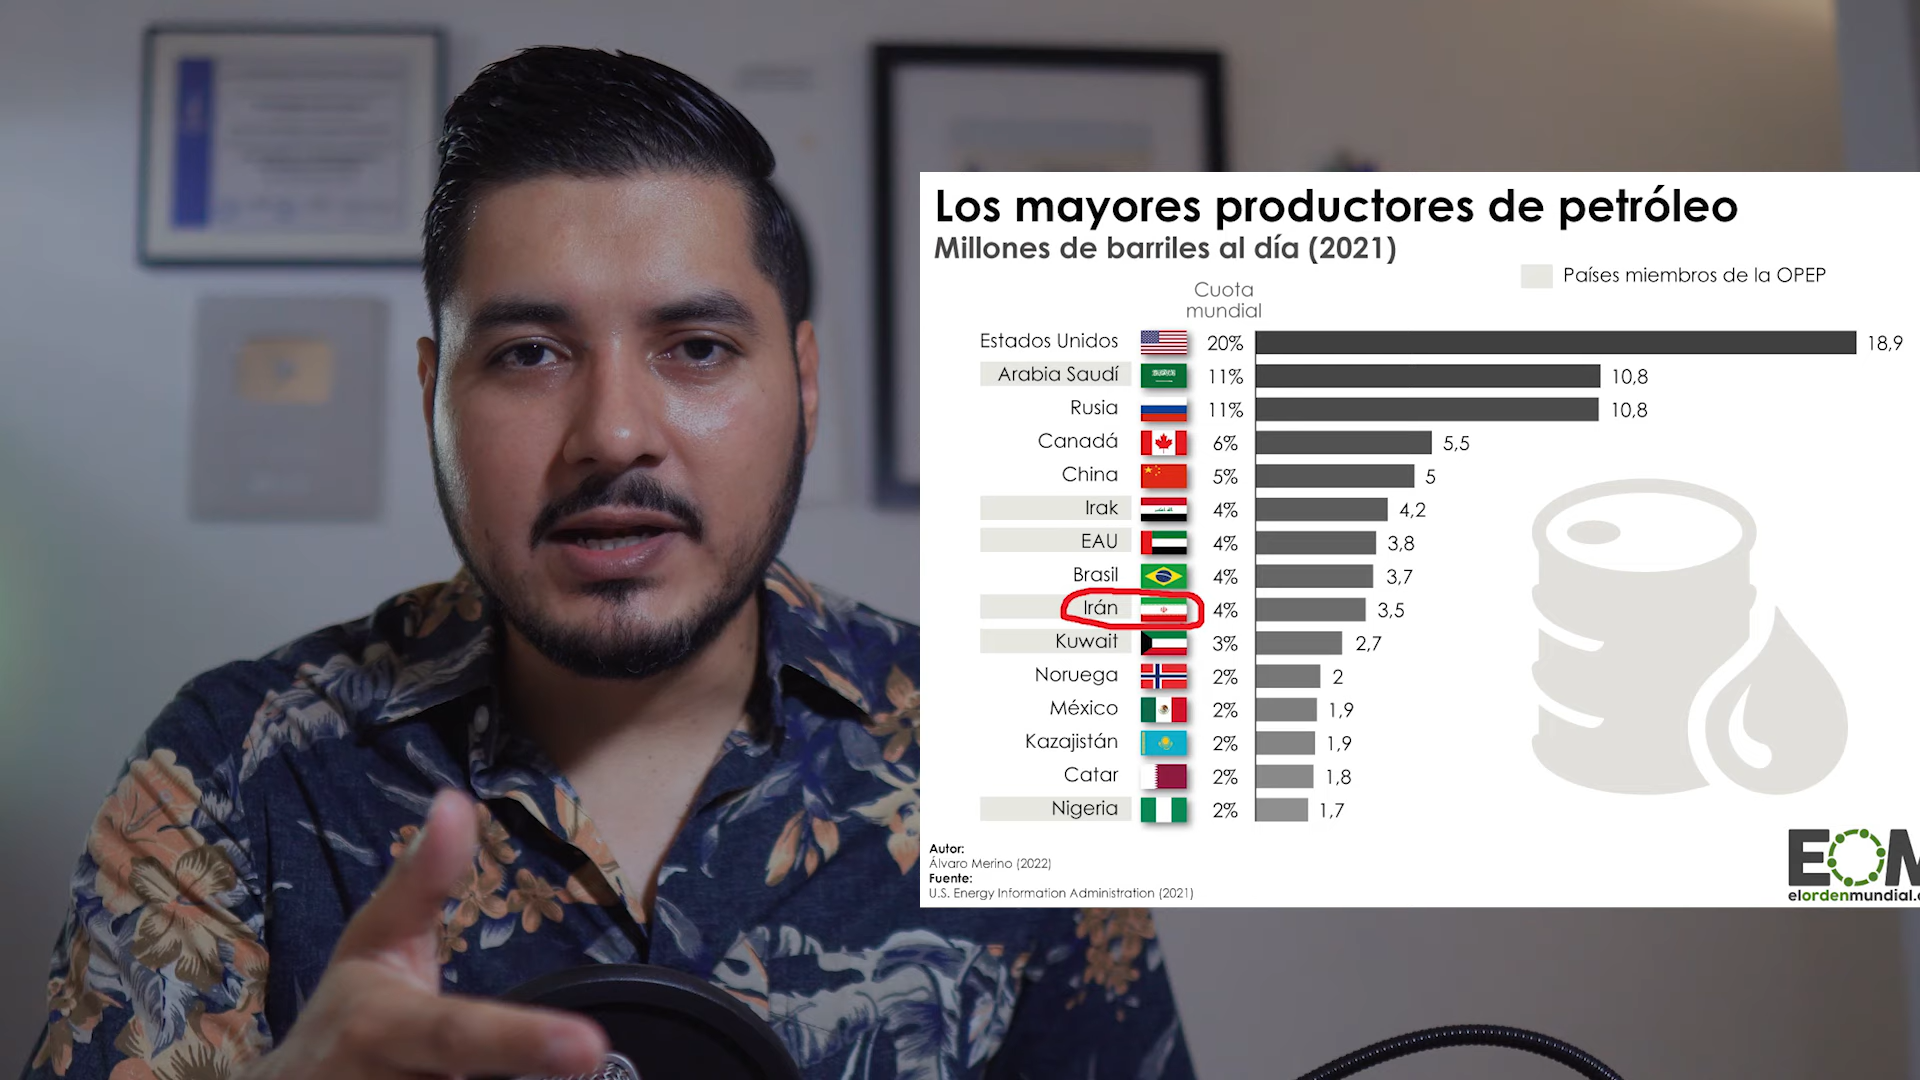 Los mayores productores de petróleo
Millones de barriles al día (2021)
Países miembros de la OPEP
Cuota
mundial
Estados Unidos 20% 18,9
Arabia Saudí 11% 10,8
Rusia 11% 10,8
Canadá 6% 5,5
China 5% 5
Irak 4% 4,2
EAU 4% 3,8
Brasil 4% 3,7
Irán 4% 3,5
Kuwait 3% 2,7
Noruega 2% 2
México 2% 1,9
Kazajistán 2% 1,9
Catar 2% 1,8
Nigeria 2% 1,7
Autor:
Álvaro Merino (2022)
Fuente:
U.S. Energy Information Administration (2021)
EOM
elordenmundial.